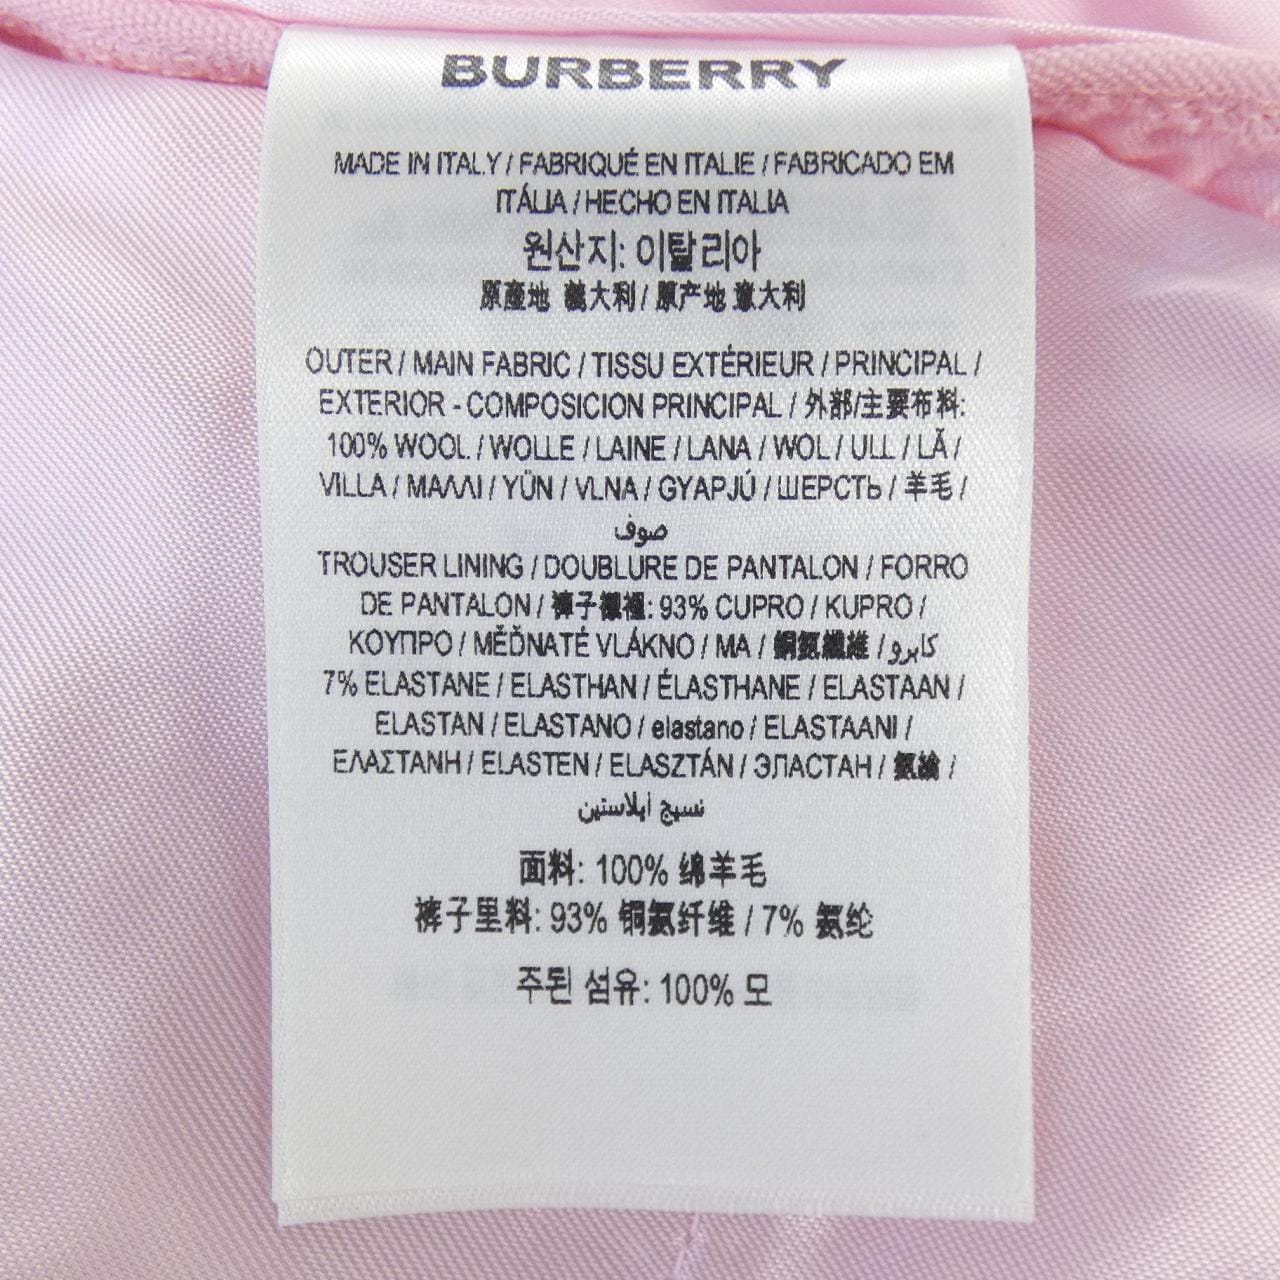 BURBERRY
MADE IN ITALY / FABRIQUÉ EN ITALIE / FABRICADO EM
ITÁLIA / HECHO EN ITALIA
원산지: 이탈리아
原產地 義大利 / 原产地 意大利
OUTER / MAIN FABRIC / TISSU EXTÉRIEUR / PRINCIPAL /
EXTERIOR - COMPOSICION PRINCIPAL / 外部/主要布料:
100% WOOL / WOLLE / LAINE / LANA / WOL / ULL / LÃ /
VILLA / ΜΑΛΛΙ / YÜN / VLNA / GYAPJÚ / ШЕРСТЬ / 羊毛 /
صوف
TROUSER LINING / DOUBLURE DE PANTALON / FORRO
DE PANTALON / 褲子襯裡: 93% CUPRO / KUPRO /
ΚΟΥΠΡΟ / MĚĎNATÉ VLÁKNO / МА / 銅氨纖維 / كابرو
7% ELASTANE / ELASTHAN / ÉLASTHANE / ELASTAAN /
ELASTAN / ELASTANO / elastano / ELASTAANI /
ΕΛΑΣΤΑΝΗ / ELASTEN / ELASZTÁN / ЭЛАСТАН / 氨綸 /
نسيج أيلاستين
面料: 100% 绵羊毛
裤子里料: 93% 铜氨纤维 / 7% 氨纶
주된 섬유: 100% 모